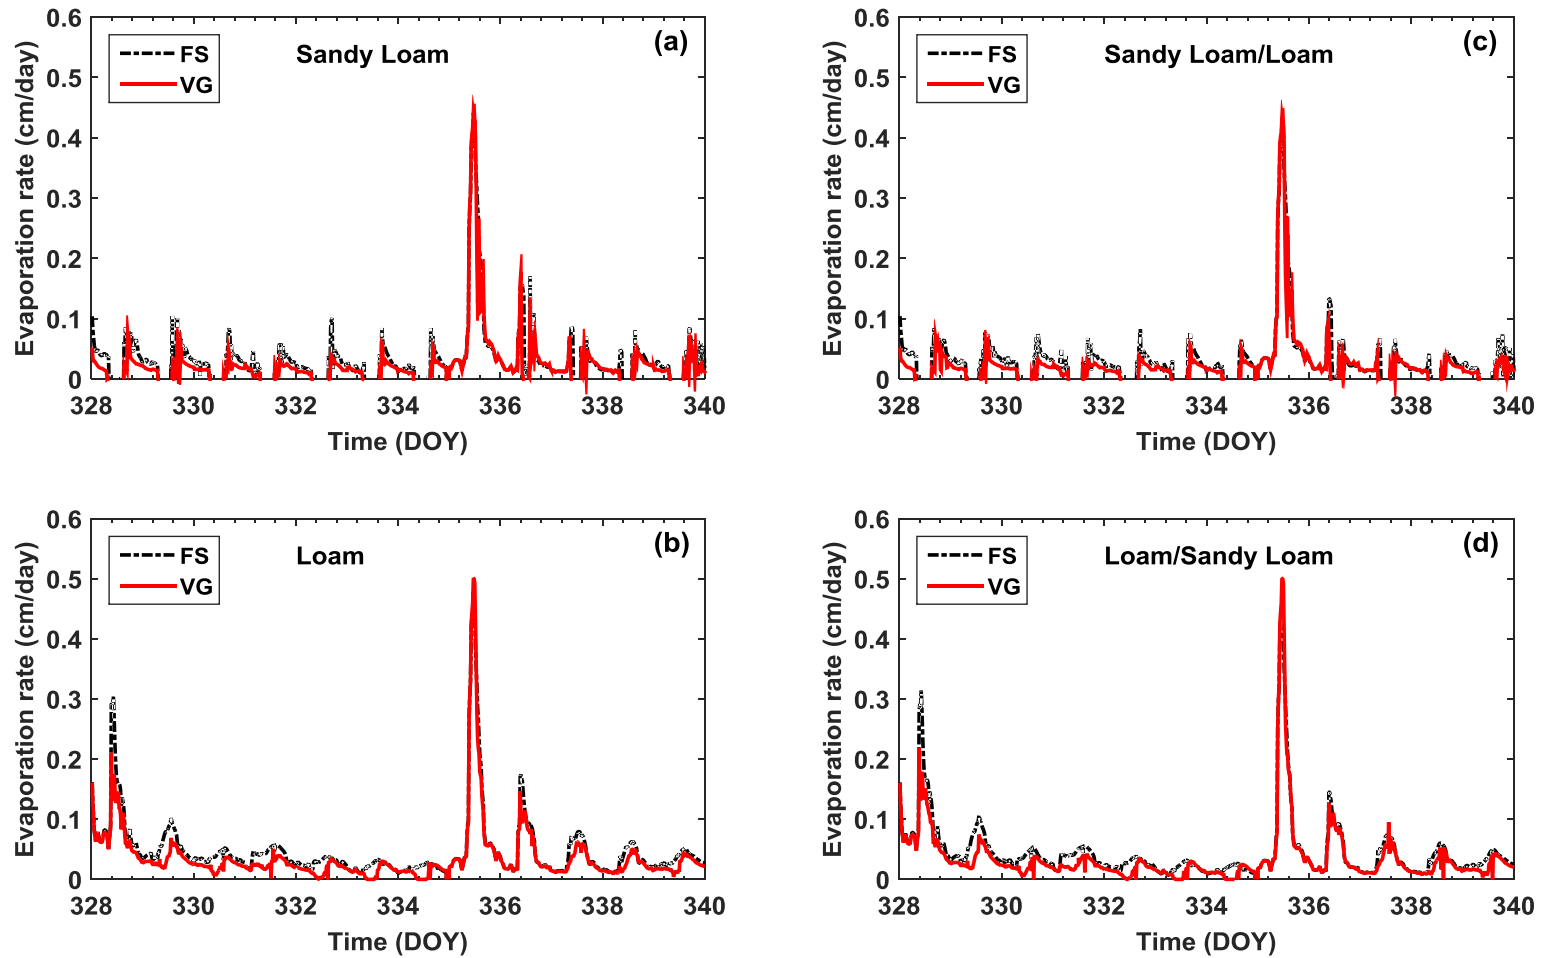 0.6
0.5
0.4
0.3
0.2
0.1
0
Evaporation rate (cm/day)
FS
VG
Sandy Loam
(a)
328 330 332 334 336 338 340
Time (DOY)
0.6
0.5
0.4
0.3
0.2
0.1
0
Evaporation rate (cm/day)
FS
VG
Sandy Loam/Loam
(c)
328 330 332 334 336 338 340
Time (DOY)
0.6
0.5
0.4
0.3
0.2
0.1
0
Evaporation rate (cm/day)
FS
VG
Loam
(b)
328 330 332 334 336 338 340
Time (DOY)
0.6
0.5
0.4
0.3
0.2
0.1
0
Evaporation rate (cm/day)
FS
VG
Loam/Sandy Loam
(d)
328 330 332 334 336 338 340
Time (DOY)